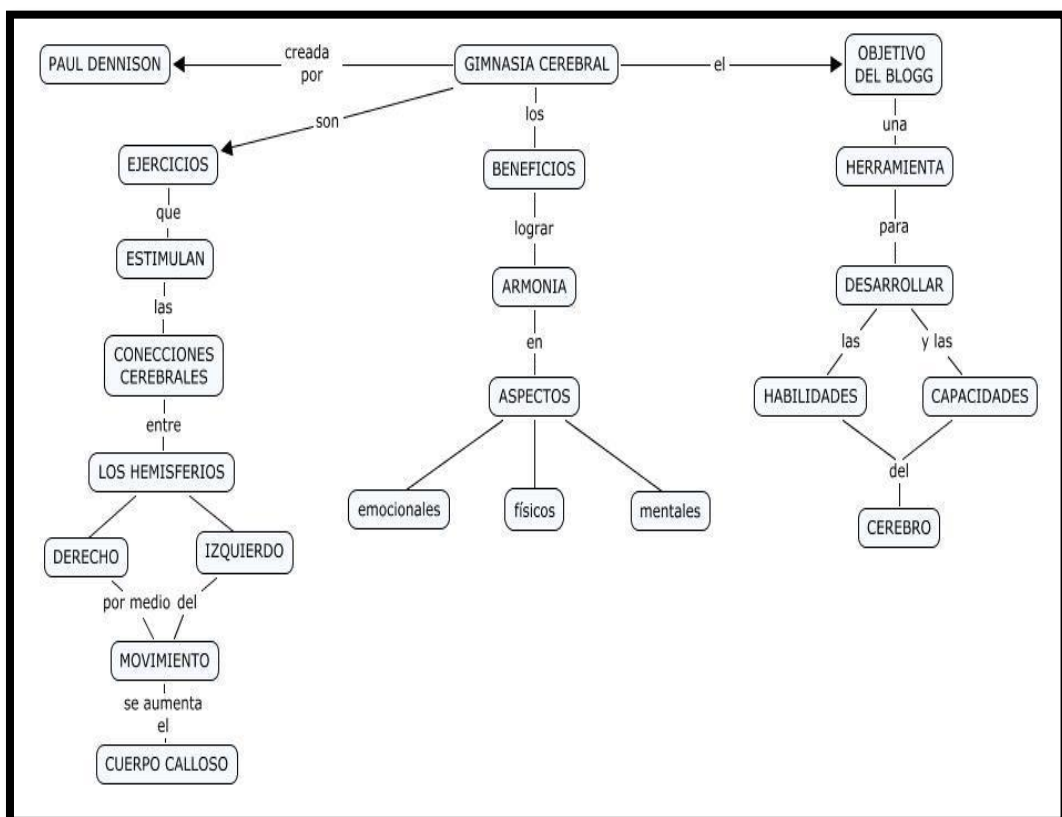 PAUL DENNISON
creada
por
GIMNASIA CEREBRAL
el
OBJETIVO
DEL BLOGG
son
EJERCICIOS
que
ESTIMULAN
las
CONECCIONES
CEREBRALES
entre
LOS HEMISFERIOS
DERECHO
IZQUIERDO
por medio del
MOVIMIENTO
se aumenta
el
CUERPO CALLOSO
los
BENEFICIOS
lograr
ARMONIA
en
ASPECTOS
emocionales
físicos
mentales
una
HERRAMIENTA
para
DESARROLLAR
las
y las
HABILIDADES
CAPACIDADES
del
CEREBRO